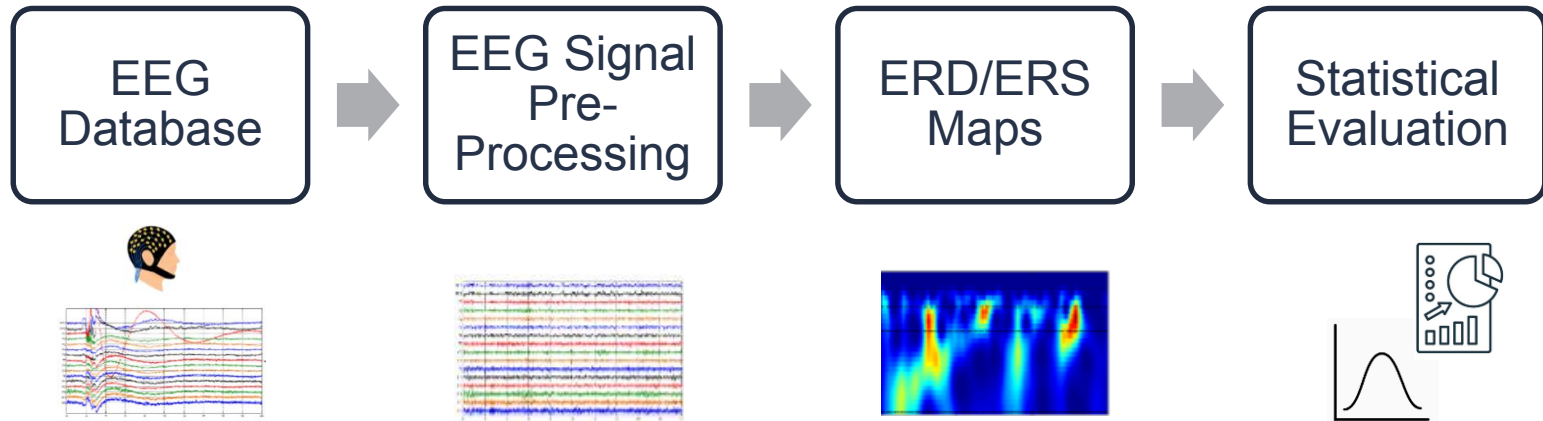 EEG
Database
EEG Signal
Pre-
Processing
ERD/ERS
Maps
Statistical
Evaluation